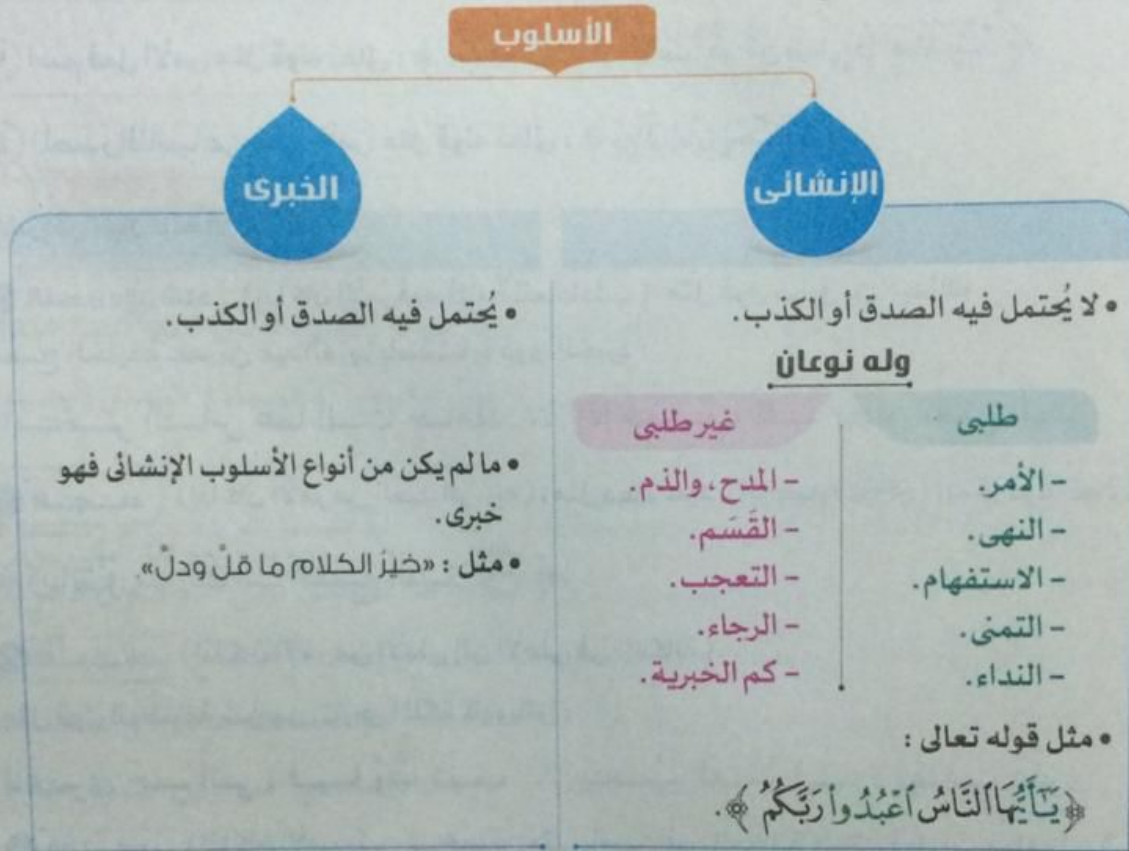 الأسلوب
الإنشائى
• لا يُحتمل فيه الصدق أو الكذب.
وله نوعان
طلبى
- الأمر.
- النهى.
- الاستفهام.
- التمنى.
- النداء.
غير طلبى
- المدح، والذم.
- القَسَم.
- التعجب.
- الرجاء.
- كم الخبرية.
• مثل قوله تعالى :
﴿يَـٰٓأَيُّهَا ٱلنَّاسُ ٱعْبُدُوا۟ رَبَّكُمُ﴾.
الخبرى
• يُحتمل فيه الصدق أو الكذب.
• ما لم يكن من أنواع الأسلوب الإنشائى فهو
خبرى.
• مثل : «خيرُ الكلام ما قلَّ ودلَّ»